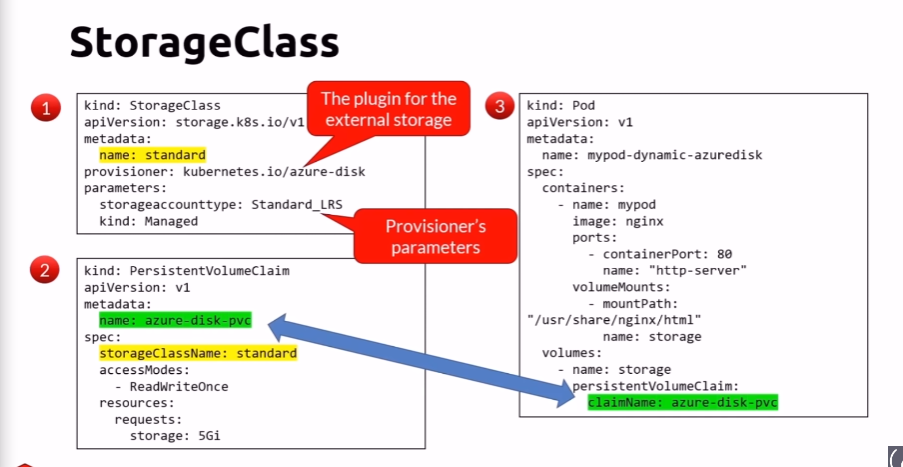 StorageClass
1
kind: StorageClass
apiVersion: storage.k8s.io/v1
metadata:
name: standard
provisioner: kubernetes.io/azure-disk
parameters:
storageaccounttype: Standard_LRS
kind: Managed
The plugin for the
external storage
Provisioner's
parameters
2
kind: PersistentVolumeClaim
apiVersion: v1
metadata:
name: azure-disk-pvc
spec:
storageClassName: standard
accessModes:
- ReadWriteOnce
resources:
requests:
storage: 5Gi
3
kind: Pod
apiVersion: v1
metadata:
name: mypod-dynamic-azuredisk
spec:
containers:
- name: mypod
image: nginx
ports:
- containerPort: 80
name: "http-server"
volumeMounts:
- mountPath:
"/usr/share/nginx/html"
name: storage
volumes:
- name: storage
persistentVolumeClaim:
claimName: azure-disk-pvc